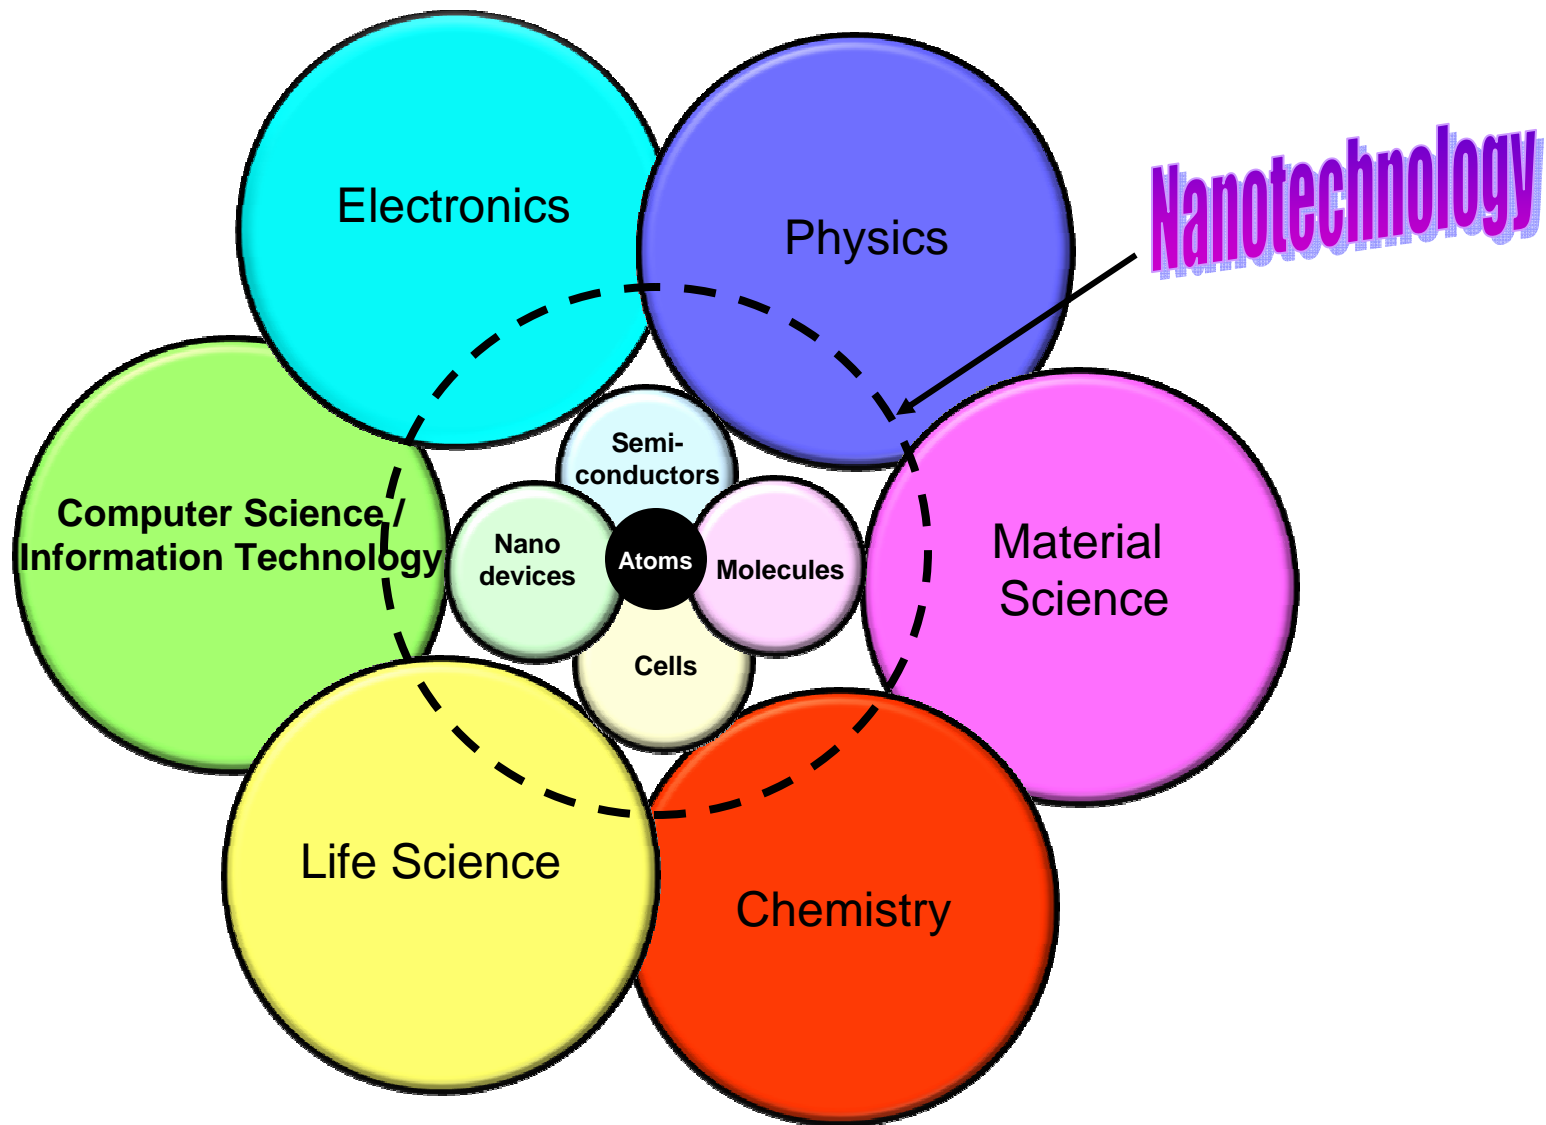 Electronics
Physics
Nanotechnology
Semi-
conductors
Computer Science /
Information Technology
Nano
devices
Atoms
Molecules
Material
Science
Cells
Life Science
Chemistry